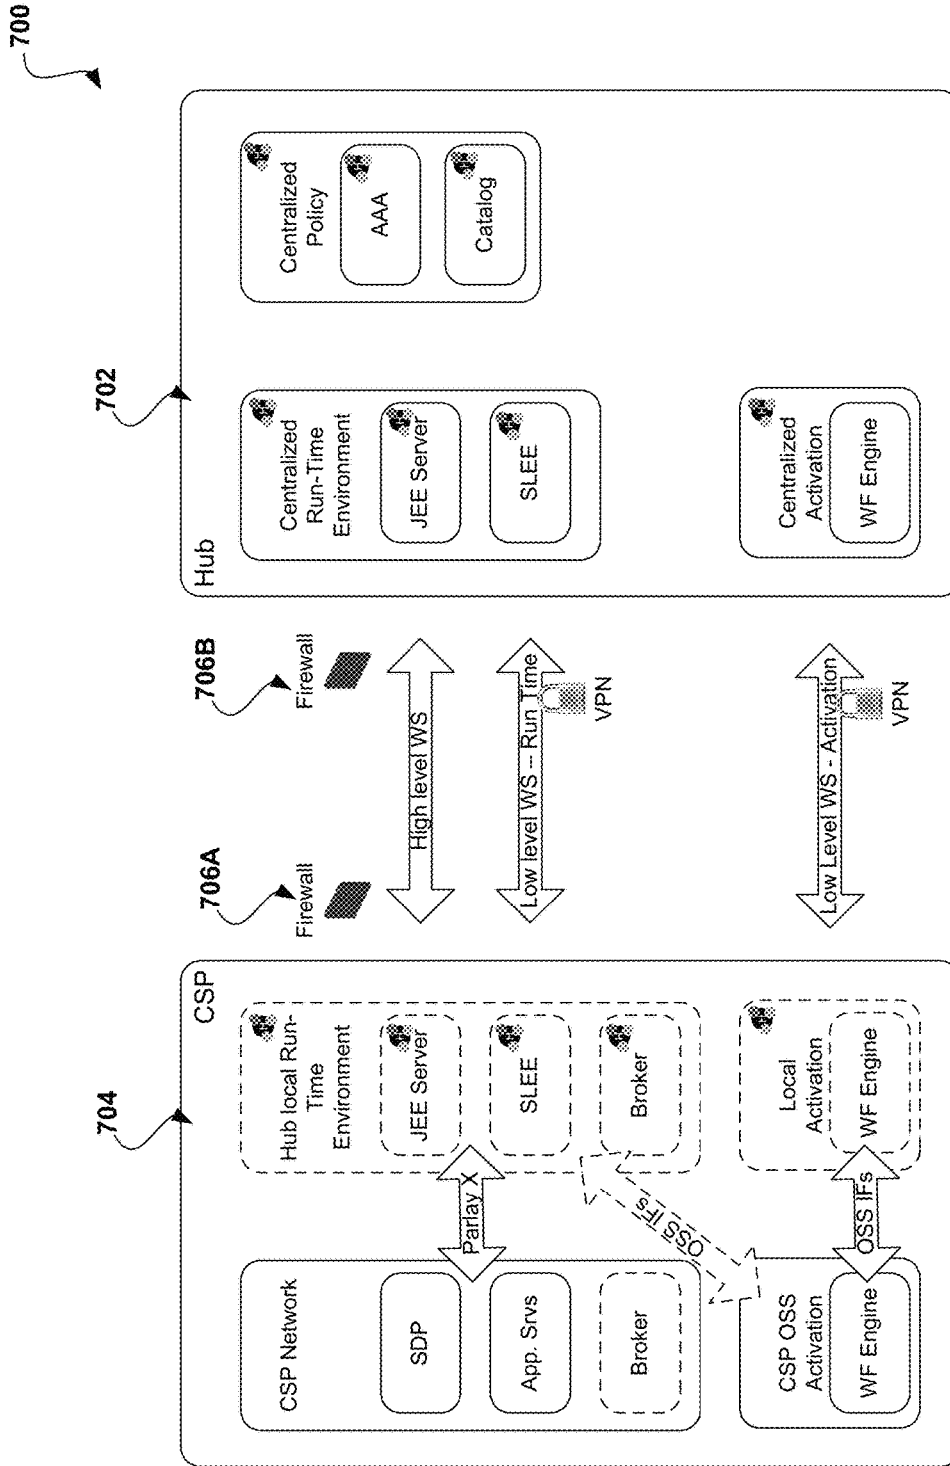 700
704
706A
706B
702
CSP
Firewall
Firewall
Hub
CSP Network
SDP
App. Srvs
Broker
CSP OSS
Activation
WF Engine
Parlay X
OSS IFs
OSS IFs
Hub local Run-
Time
Environment
JEE Server
SLEE
Broker
Local
Activation
WF Engine
High level WS
Low level WS -- Run Time
VPN
Low Level WS - Activation
VPN
Centralized
Run-Time
Environment
JEE Server
SLEE
Centralized
Activation
WF Engine
Centralized
Policy
AAA
Catalog